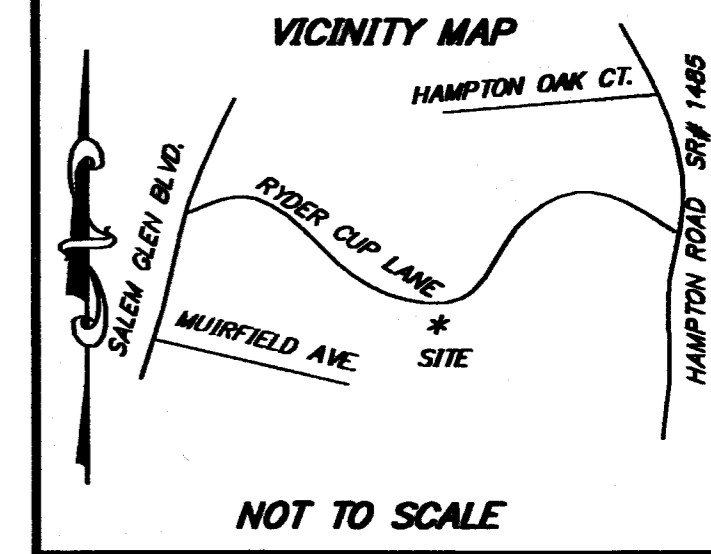 VICINITY MAP
HAMPTON OAK CT.
HAMPTON ROAD SR# 1485
SALEM GLEN BLVD.
RYDER CUP LANE
MUIRFIELD AVE.
*
SITE
NOT TO SCALE